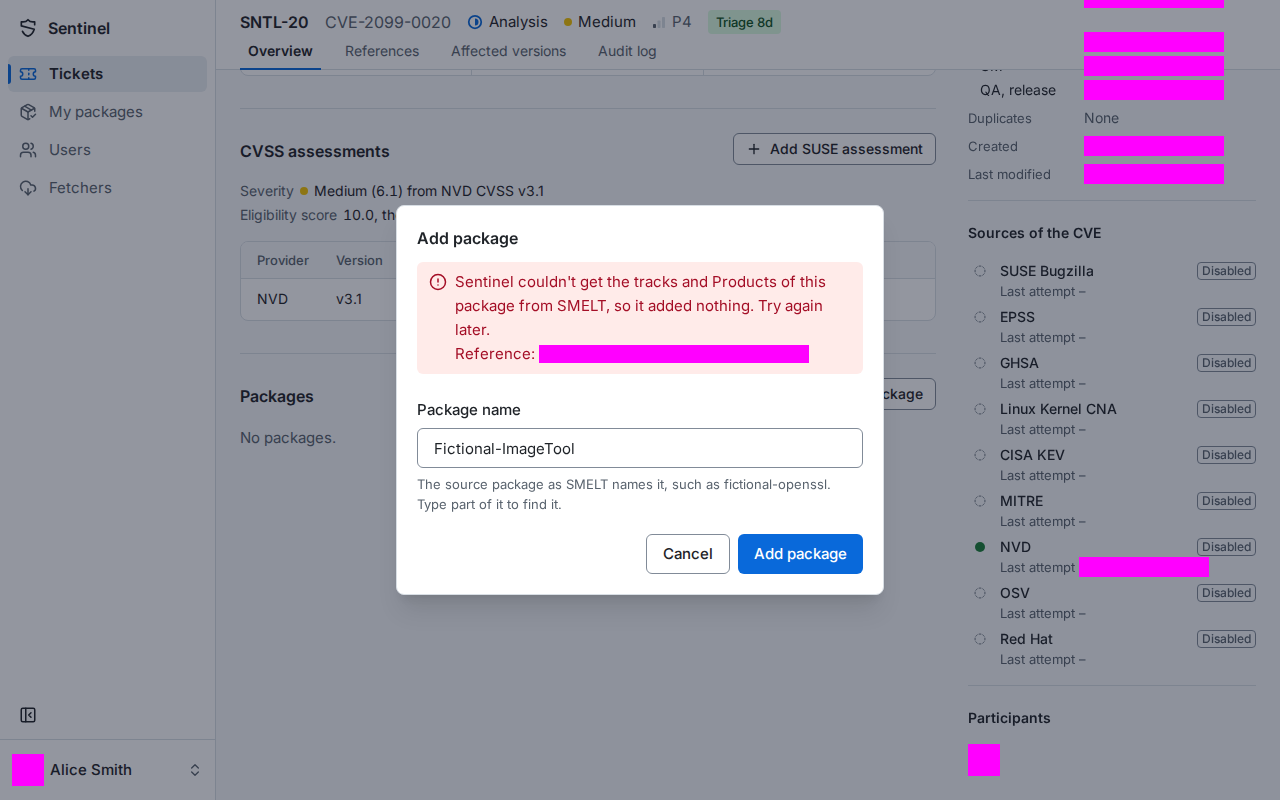 Sentinel
Tickets
My packages
Users
Fetchers
Alice Smith
SNTL-20 CVE-2099-0020 Analysis Medium P4 Triage 8d
Overview References Affected versions Audit log
CVSS assessments
Add SUSE assessment
Severity Medium (6.1) from NVD CVSS v3.1
Eligibility score 10.0, th
Provider Version
NVD v3.1
Packages
ckage
No packages.
Add package
Sentinel couldn't get the tracks and Products of this
package from SMELT, so it added nothing. Try again
later.
Reference:
Package name
Fictional-ImageTool
The source package as SMELT names it, such as fictional-openssl.
Type part of it to find it.
Cancel Add package
QA, release
Duplicates None
Created
Last modified
Sources of the CVE
SUSE Bugzilla Disabled
Last attempt –
EPSS Disabled
Last attempt –
GHSA Disabled
Last attempt –
Linux Kernel CNA Disabled
Last attempt –
CISA KEV Disabled
Last attempt –
MITRE Disabled
Last attempt –
NVD Disabled
Last attempt
OSV Disabled
Last attempt –
Red Hat Disabled
Last attempt –
Participants